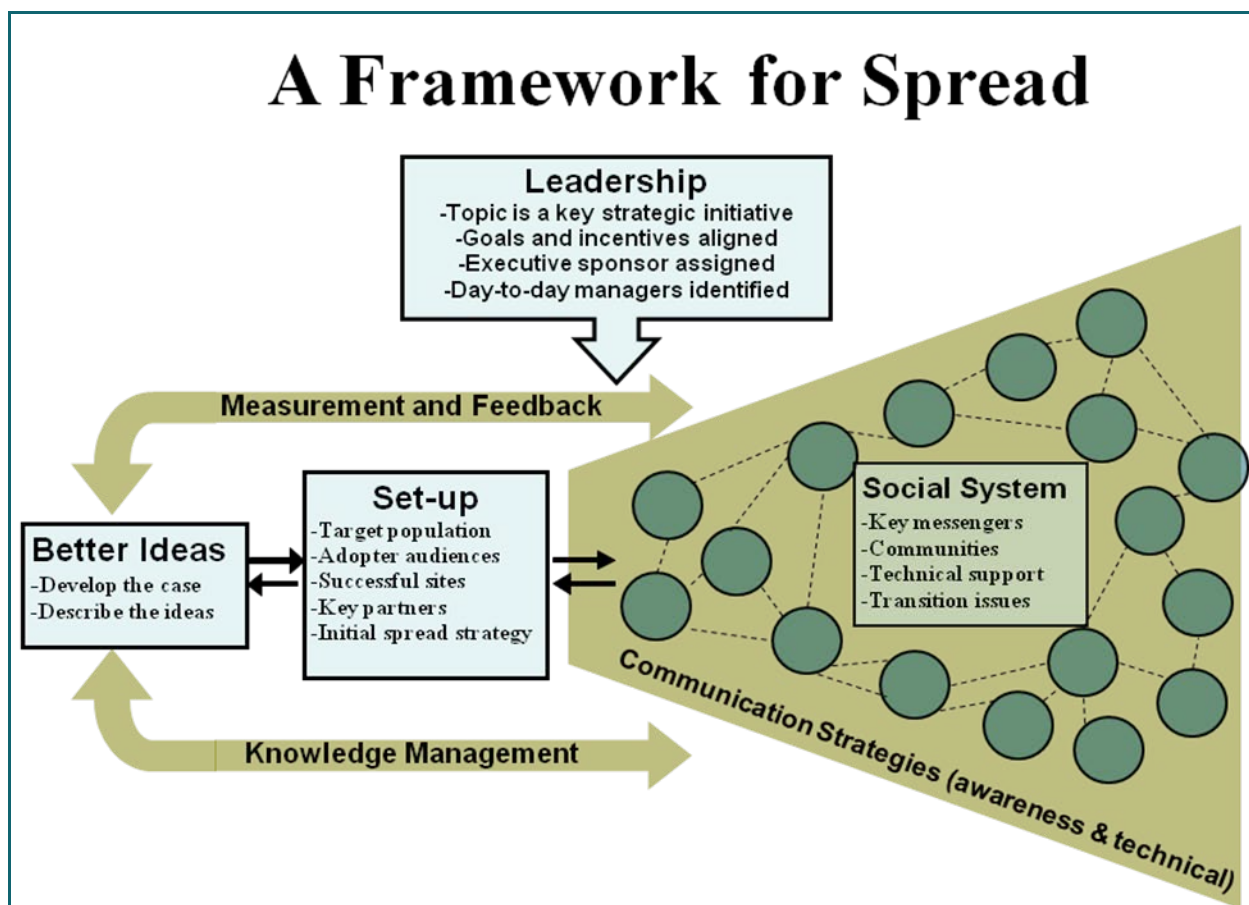 A Framework for Spread
Leadership
-Topic is a key strategic initiative
-Goals and incentives aligned
-Executive sponsor assigned
-Day-to-day managers identified
Measurement and Feedback
Better Ideas
-Develop the case
-Describe the ideas
Set-up
-Target population
-Adopter audiences
-Successful sites
-Key partners
-Initial spread strategy
Social System
-Key messengers
-Communities
-Technical support
-Transition issues
Knowledge Management
Communication Strategies (awareness & technical)